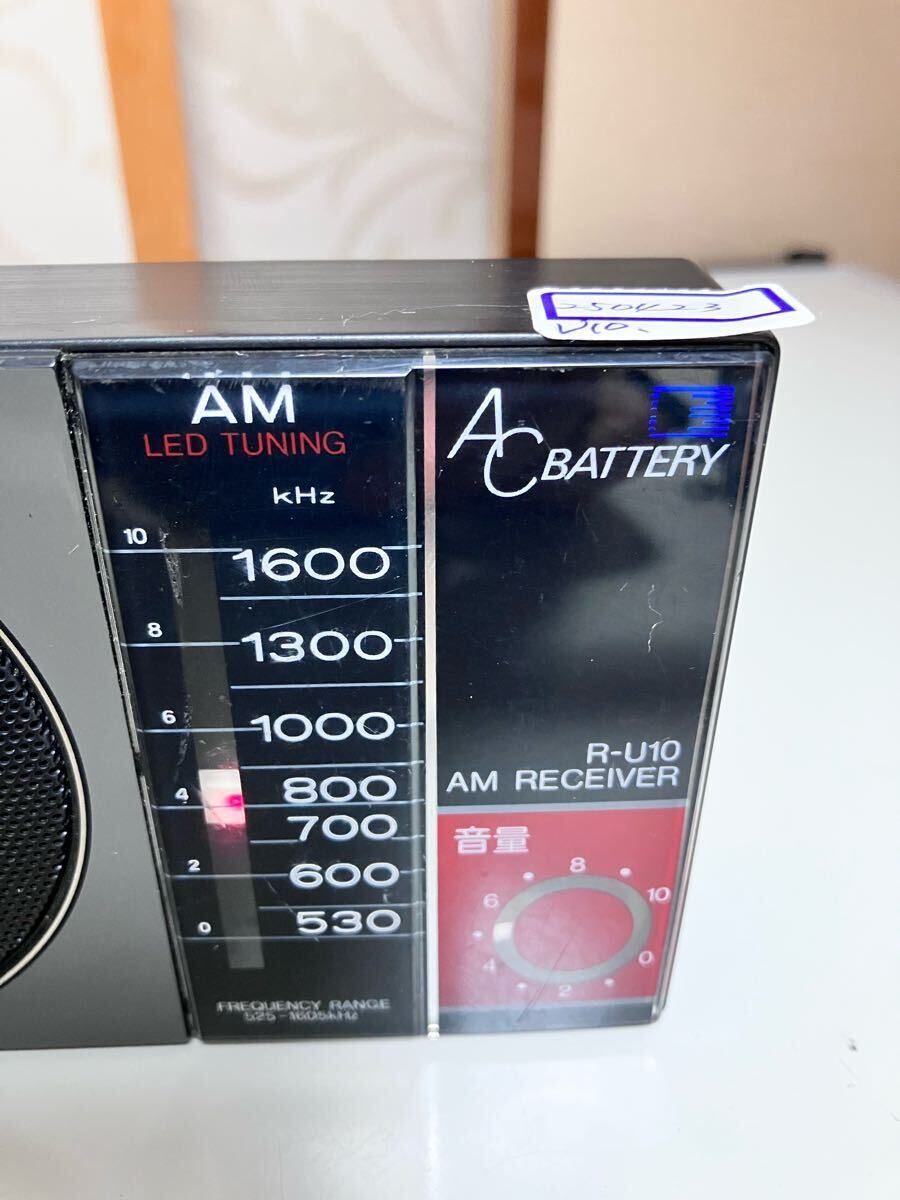 250423
AM
LED TUNING
kHz
10
1600
8
1300
6
1000
4
800
700
2
600
0
530
FREQUENCY RANGE
525-1605kHz
AC BATTERY
R-U10
AM RECEIVER
音量
8
10
6
4
2
0